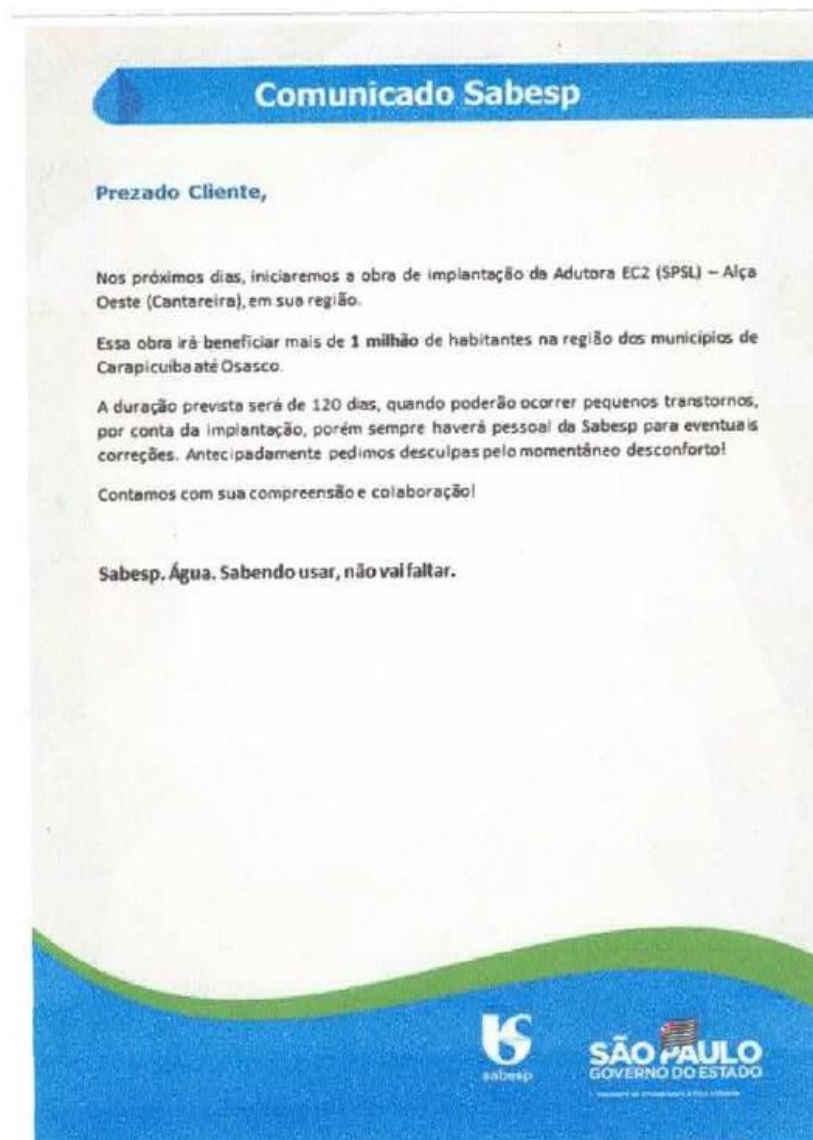 Comunicado Sabesp
Prezado Cliente,
Nos próximos dias, iniciaremos a obra de implantação da Adutora EC2 (SPSL) – Alça
Oeste (Cantareira), em sua região.
Essa obra irá beneficiar mais de 1 milhão de habitantes na região dos municípios de
Carapicuíba até Osasco.
A duração prevista será de 120 dias, quando poderão ocorrer pequenos transtornos,
por conta da implantação, porém sempre haverá pessoal da Sabesp para eventuais
correções. Antecipadamente pedimos desculpas pelo momentâneo desconforto!
Contamos com sua compreensão e colaboração!
Sabesp. Água. Sabendo usar, não vai faltar.
sabesp
SÃO PAULO
GOVERNO DO ESTADO